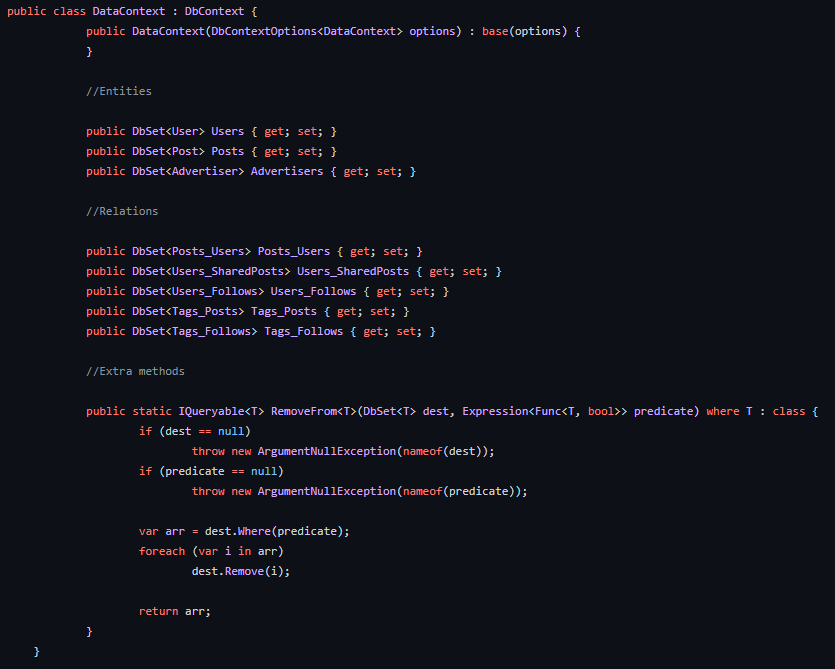 public class DataContext : DbContext {
public DataContext(DbContextOptions<DataContext> options) : base(options) {
}
//Entities
public DbSet<User> Users { get; set; }
public DbSet<Post> Posts { get; set; }
public DbSet<Advertiser> Advertisers { get; set; }
//Relations
public DbSet<Posts_Users> Posts_Users { get; set; }
public DbSet<Users_SharedPosts> Users_SharedPosts { get; set; }
public DbSet<Users_Follows> Users_Follows { get; set; }
public DbSet<Tags_Posts> Tags_Posts { get; set; }
public DbSet<Tags_Follows> Tags_Follows { get; set; }
//Extra methods
public static IQueryable<T> RemoveFrom<T>(DbSet<T> dest, Expression<Func<T, bool>> predicate) where T : class {
if (dest == null)
throw new ArgumentNullException(nameof(dest));
if (predicate == null)
throw new ArgumentNullException(nameof(predicate));
var arr = dest.Where(predicate);
foreach (var i in arr)
dest.Remove(i);
return arr;
}
}